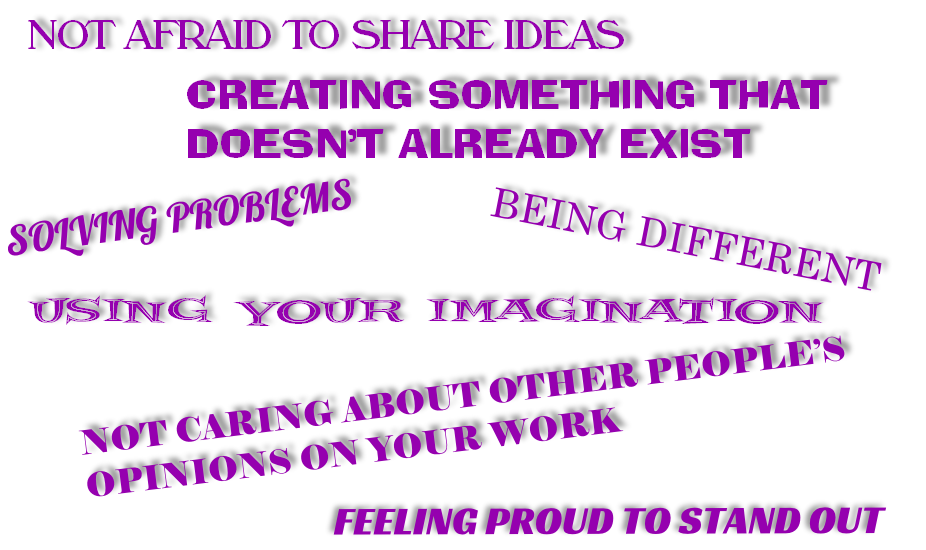 NOT AFRAID TO SHARE IDEAS
CREATING SOMETHING THAT
DOESN'T ALREADY EXIST
SOLVING PROBLEMS
BEING DIFFERENT
USING YOUR IMAGINATION
NOT CARING ABOUT OTHER PEOPLE'S
OPINIONS ON YOUR WORK
FEELING PROUD TO STAND OUT